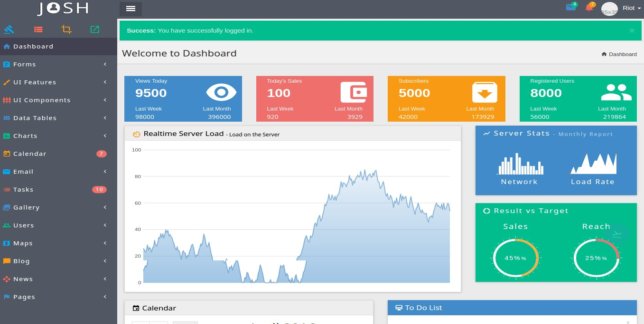 JOSH
4
7
Riot
Success: You have successfully logged in.
×
Dashboard
Welcome to Dashboard
Dashboard
Forms
UI Features
UI Components
Data Tables
Charts
Calendar 7
Email
Tasks 10
Gallery
Users
Maps
Blog
News
Pages
Views Today
9500
Last Week Last Month
98000 396000
Today's Sales
100
Last Week Last Month
920 3929
Subscribers
5000
Last Week Last Month
42000 173929
Registered Users
8000
Last Week Last Month
56000 219864
Realtime Server Load - Load on the Server
100
80
60
40
20
0
Server Stats - Monthly Report
Network Load Rate
Result vs Target
Sales Reach
45%% 25%%
Calendar
To Do List